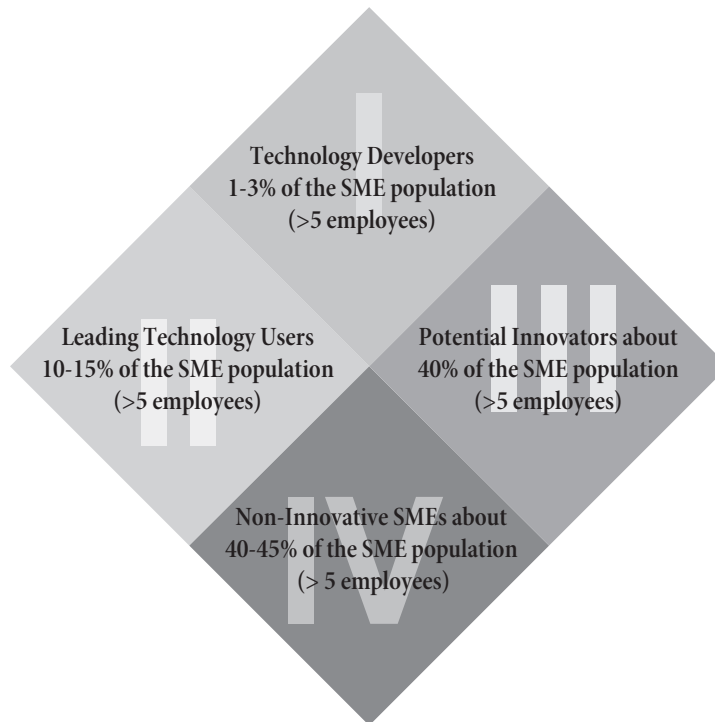 I
Technology Developers
1-3% of the SME population
(>5 employees)
II
Leading Technology Users
10-15% of the SME population
(>5 employees)
III
Potential Innovators about
40% of the SME population
(>5 employees)
IV
Non-Innovative SMEs about
40-45% of the SME population
(> 5 employees)